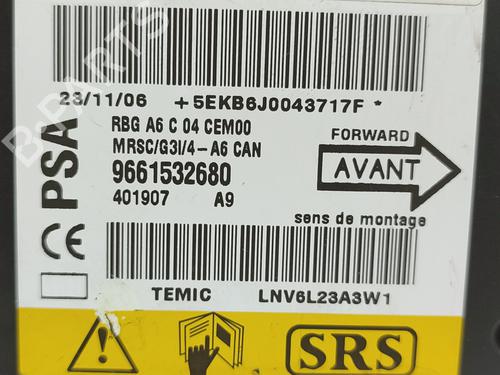 B-PARTS
23/11/06 +5EKB6J0043717F*
PSA
RBG A6 C 04 CEM00
MRSC/G3I/4-A6 CAN
9661532680
401907 A9
FORWARD
AVANT
sens de montage
CE
TEMIC LNV6L23A3W1
SRS